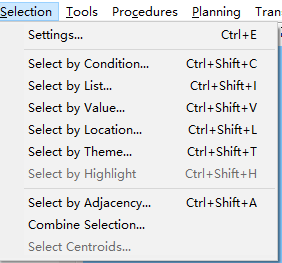 Selection Tools Procedures Planning Tran
Settings... Ctrl+E
Select by Condition... Ctrl+Shift+C
Select by List... Ctrl+Shift+I
Select by Value... Ctrl+Shift+V
Select by Location... Ctrl+Shift+L
Select by Theme... Ctrl+Shift+T
Select by Highlight Ctrl+Shift+H
Select by Adjacency... Ctrl+Shift+A
Combine Selection...
Select Centroids...